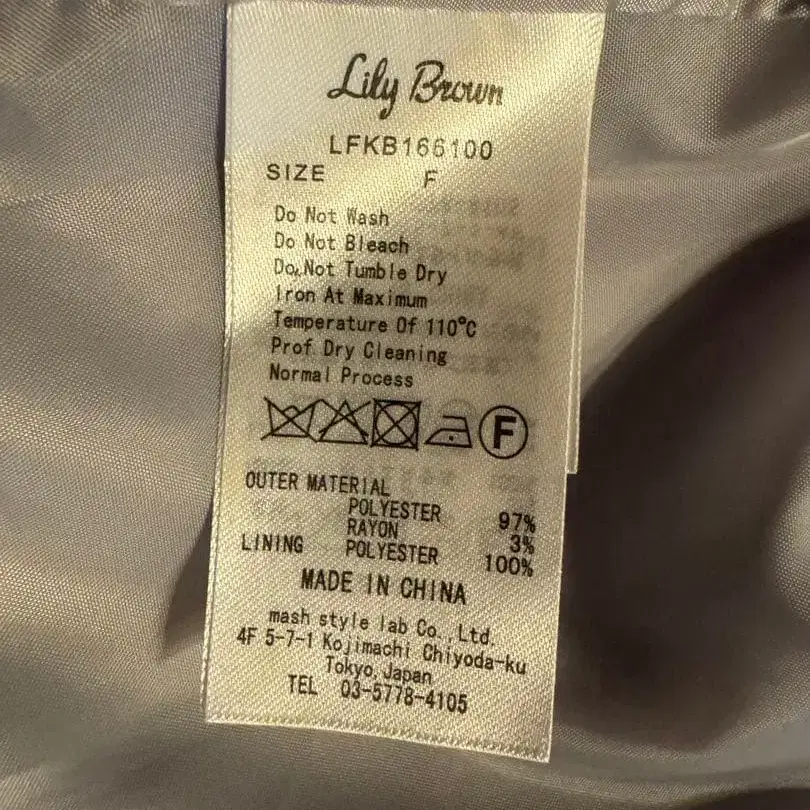 Lily Brown
LFKB166100
SIZE F
Do Not Wash
Do Not Bleach
Do Not Tumble Dry
Iron At Maximum
Temperature Of 110℃
Prof. Dry Cleaning
Normal Process
F
OUTER MATERIAL
POLYESTER 97%
RAYON 3%
LINING POLYESTER 100%
MADE IN CHINA
mash style lab Co., Ltd.
4F 5-7-1 Kojimachi Chiyoda-ku
Tokyo, Japan
TEL 03-5778-4105